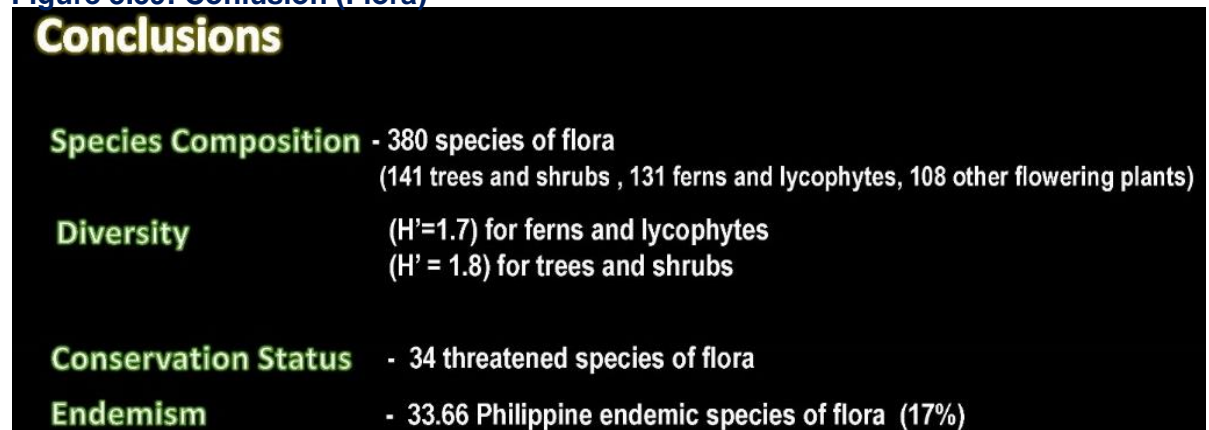 Conclusions
Species Composition - 380 species of flora
(141 trees and shrubs , 131 ferns and lycophytes, 108 other flowering plants)
Diversity (H’=1.7) for ferns and lycophytes
(H’ = 1.8) for trees and shrubs
Conservation Status - 34 threatened species of flora
Endemism - 33.66 Philippine endemic species of flora (17%)